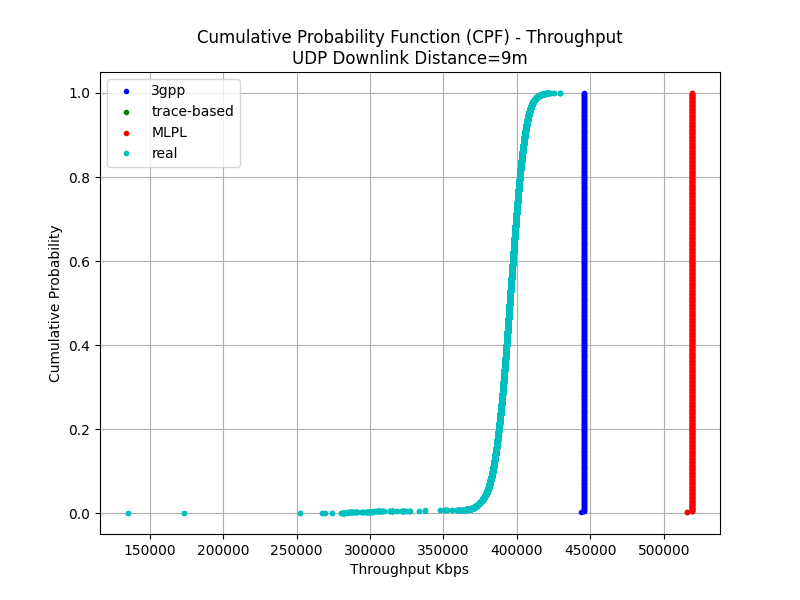 Cumulative Probability Function (CPF) - Throughput
UDP Downlink Distance=9m
3gpp
trace-based
MLPL
real
1.0
0.8
0.6
0.4
0.2
0.0
Cumulative Probability
150000 200000 250000 300000 350000 400000 450000 500000
Throughput Kbps